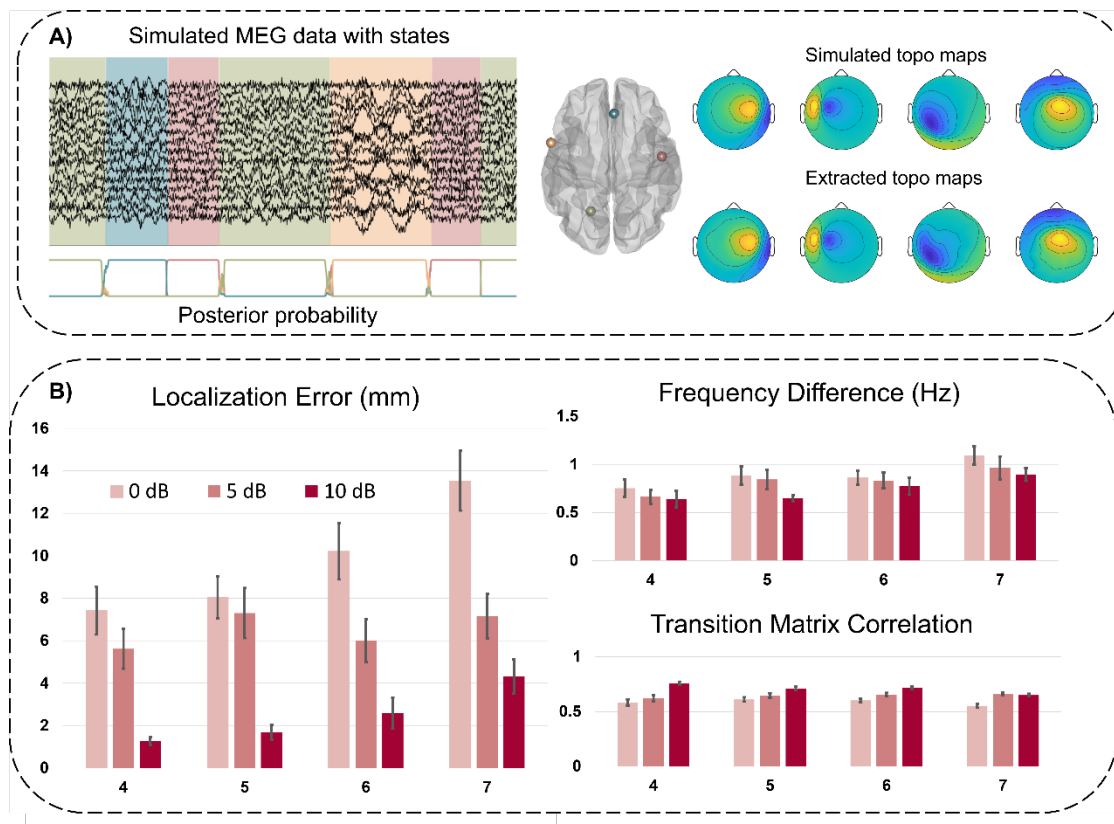 A)
Simulated MEG data with states
Posterior probability
Simulated topo maps
Extracted topo maps
B)
Localization Error (mm)
16
14
12
10
8
6
4
2
0
0 dB
5 dB
10 dB
4
5
6
7
Frequency Difference (Hz)
1.5
1
0.5
0
4
5
6
7
Transition Matrix Correlation
1
0.5
0
4
5
6
7